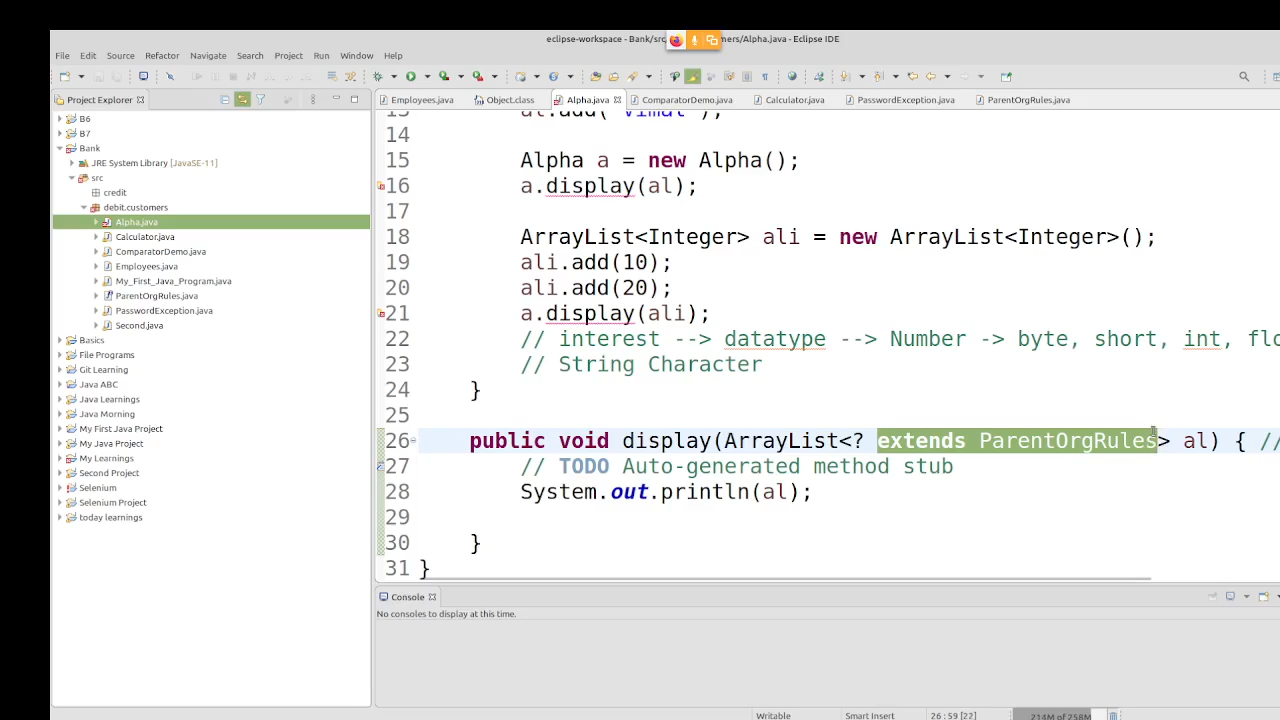 eclipse-workspace - Bank/src
mers/Alpha.java - Eclipse IDE
File Edit Source Refactor Navigate Search Project Run Window Help
Project Explorer
Employees.java Object.class Alpha.java ComparatorDemo.java Calculator.java PasswordException.java ParentOrgRules.java
B6
B7
Bank
JRE System Library [JavaSE-11]
src
credit
debit.customers
Alpha.java
Calculator.java
ComparatorDemo.java
Employees.java
My_First_Java_Program.java
ParentOrgRules.java
PasswordException.java
Second.java
Basics
File Programs
Git Learning
Java ABC
Java Learnings
Java Morning
My First Java Project
My Java Project
My Learnings
Second Project
Selenium
Selenium Project
today learnings
13 al.add("vimal");
14
15 Alpha a = new Alpha();
16 a.display(al);
17
18 ArrayList<Integer> ali = new ArrayList<Integer>();
19 ali.add(10);
20 ali.add(20);
21 a.display(ali);
22 // interest --> datatype --> Number -> byte, short, int, flo
23 // String Character
24 }
25
26 public void display(ArrayList<? extends ParentOrgRules> al) { //
27 // TODO Auto-generated method stub
28 System.out.println(al);
29
30 }
31 }
Console
No consoles to display at this time.
Writable Smart Insert 26 : 59 [22] 214M of 258M